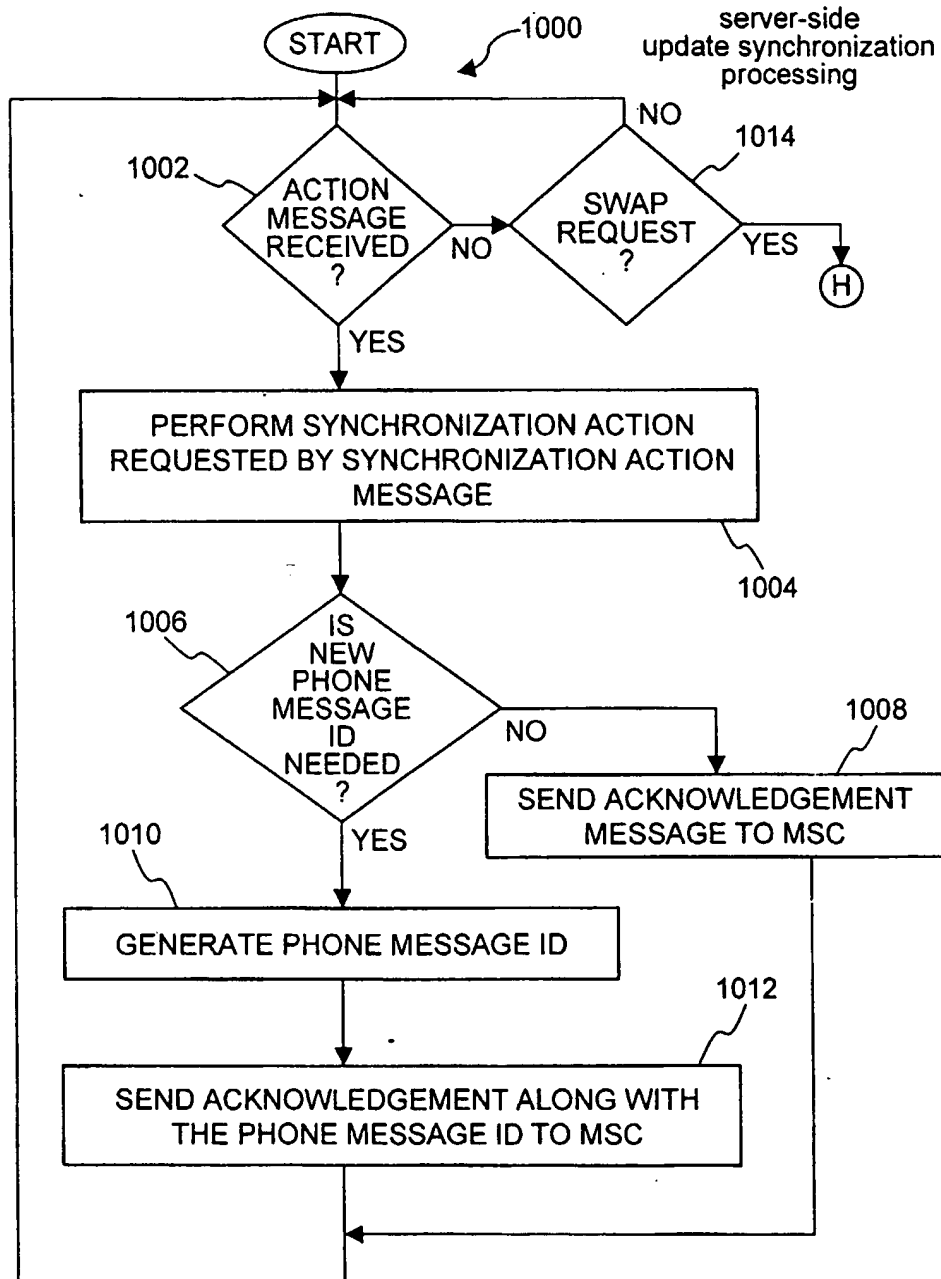 START
1000
server-side
update synchronization
processing
NO
1014
1002
ACTION
MESSAGE
RECEIVED
?
NO
SWAP
REQUEST
?
YES
H
YES
PERFORM SYNCHRONIZATION ACTION
REQUESTED BY SYNCHRONIZATION ACTION
MESSAGE
1004
1006
IS
NEW
PHONE
MESSAGE
ID
NEEDED
?
NO
1008
SEND ACKNOWLEDGEMENT
MESSAGE TO MSC
YES
1010
GENERATE PHONE MESSAGE ID
1012
SEND ACKNOWLEDGEMENT ALONG WITH
THE PHONE MESSAGE ID TO MSC